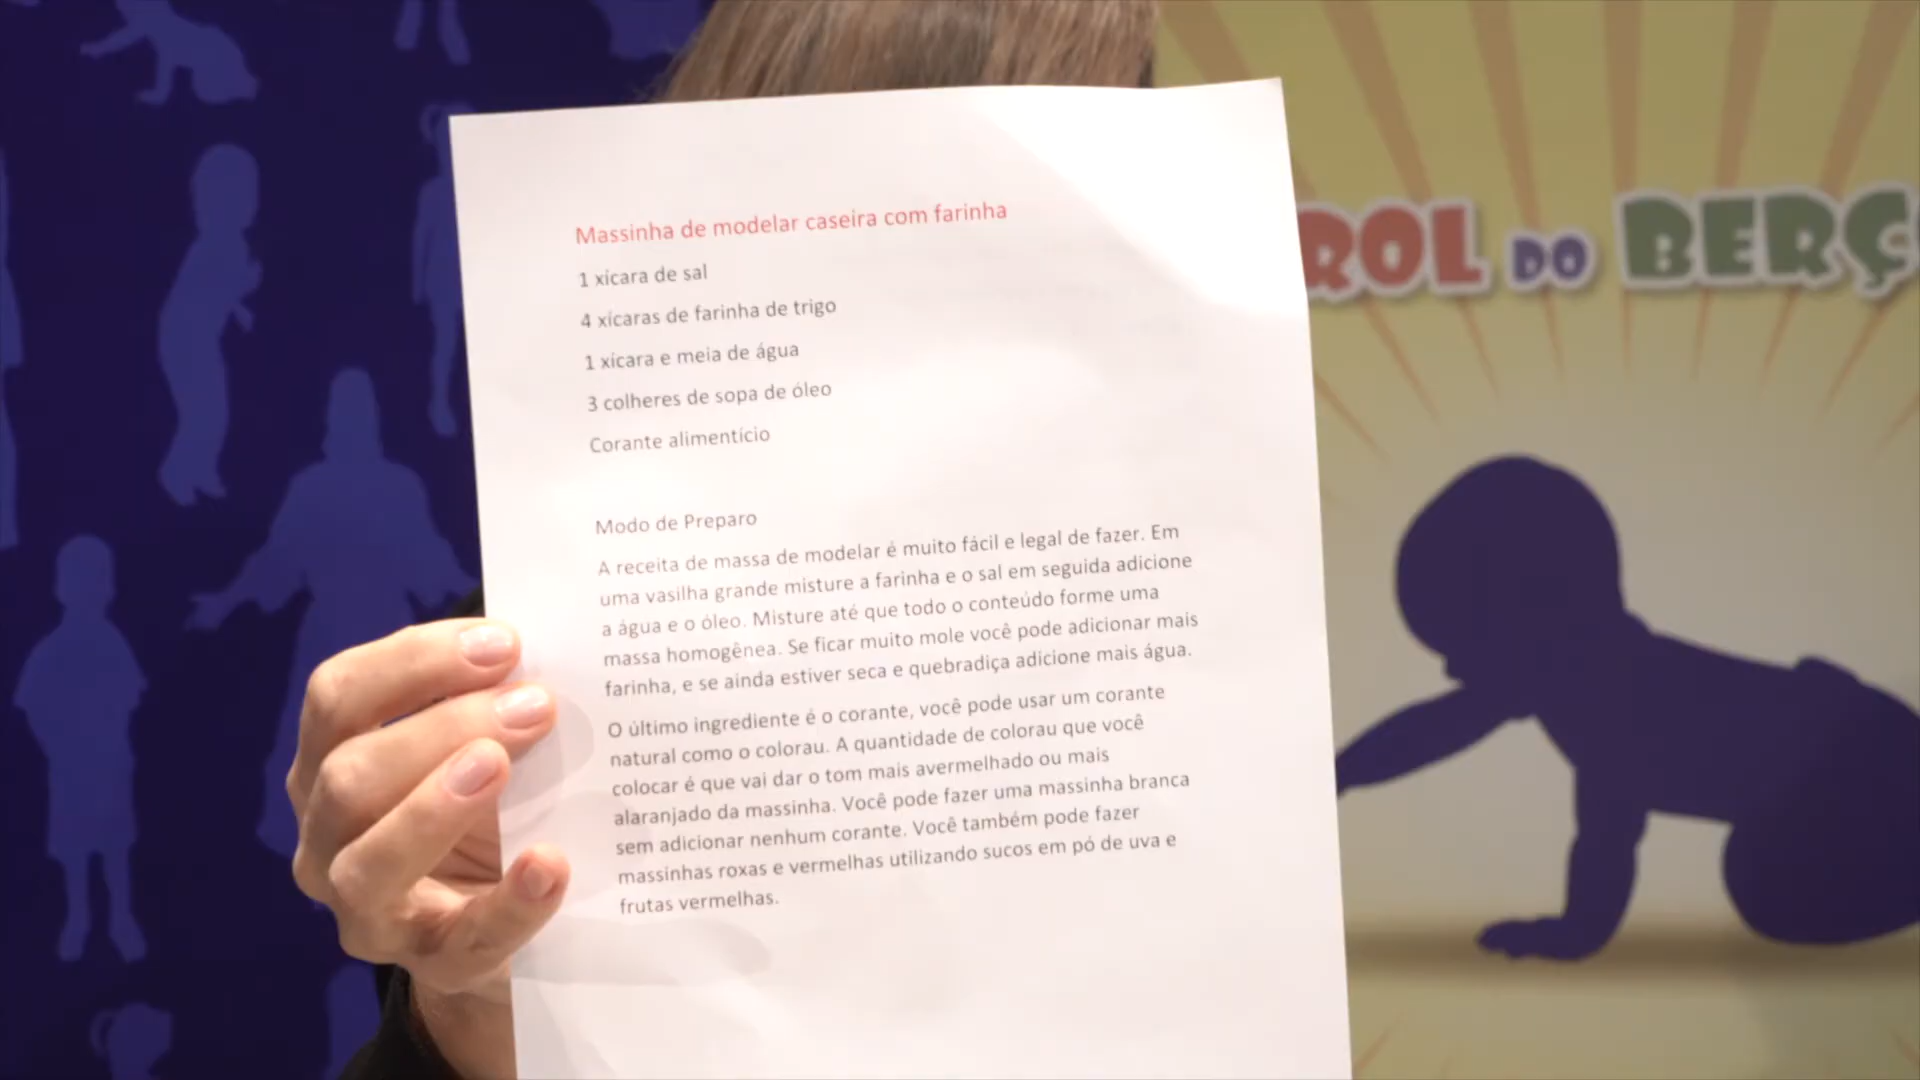 Massinha de modelar caseira com farinha
1 xícara de sal
4 xícaras de farinha de trigo
1 xícara e meia de água
3 colheres de sopa de óleo
Corante alimentício
Modo de Preparo
A receita de massa de modelar é muito fácil e legal de fazer. Em
uma vasilha grande misture a farinha e o sal em seguida adicione
a água e o óleo. Misture até que todo o conteúdo forme uma
massa homogênea. Se ficar muito mole você pode adicionar mais
farinha, e se ainda estiver seca e quebradiça adicione mais água.
O último ingrediente é o corante, você pode usar um corante
natural como o colorau. A quantidade de colorau que você
colocar é que vai dar o tom mais avermelhado ou mais
alaranjado da massinha. Você pode fazer uma massinha branca
sem adicionar nenhum corante. Você também pode fazer
massinhas roxas e vermelhas utilizando sucos em pó de uva e
frutas vermelhas.
ROL DO BERÇ